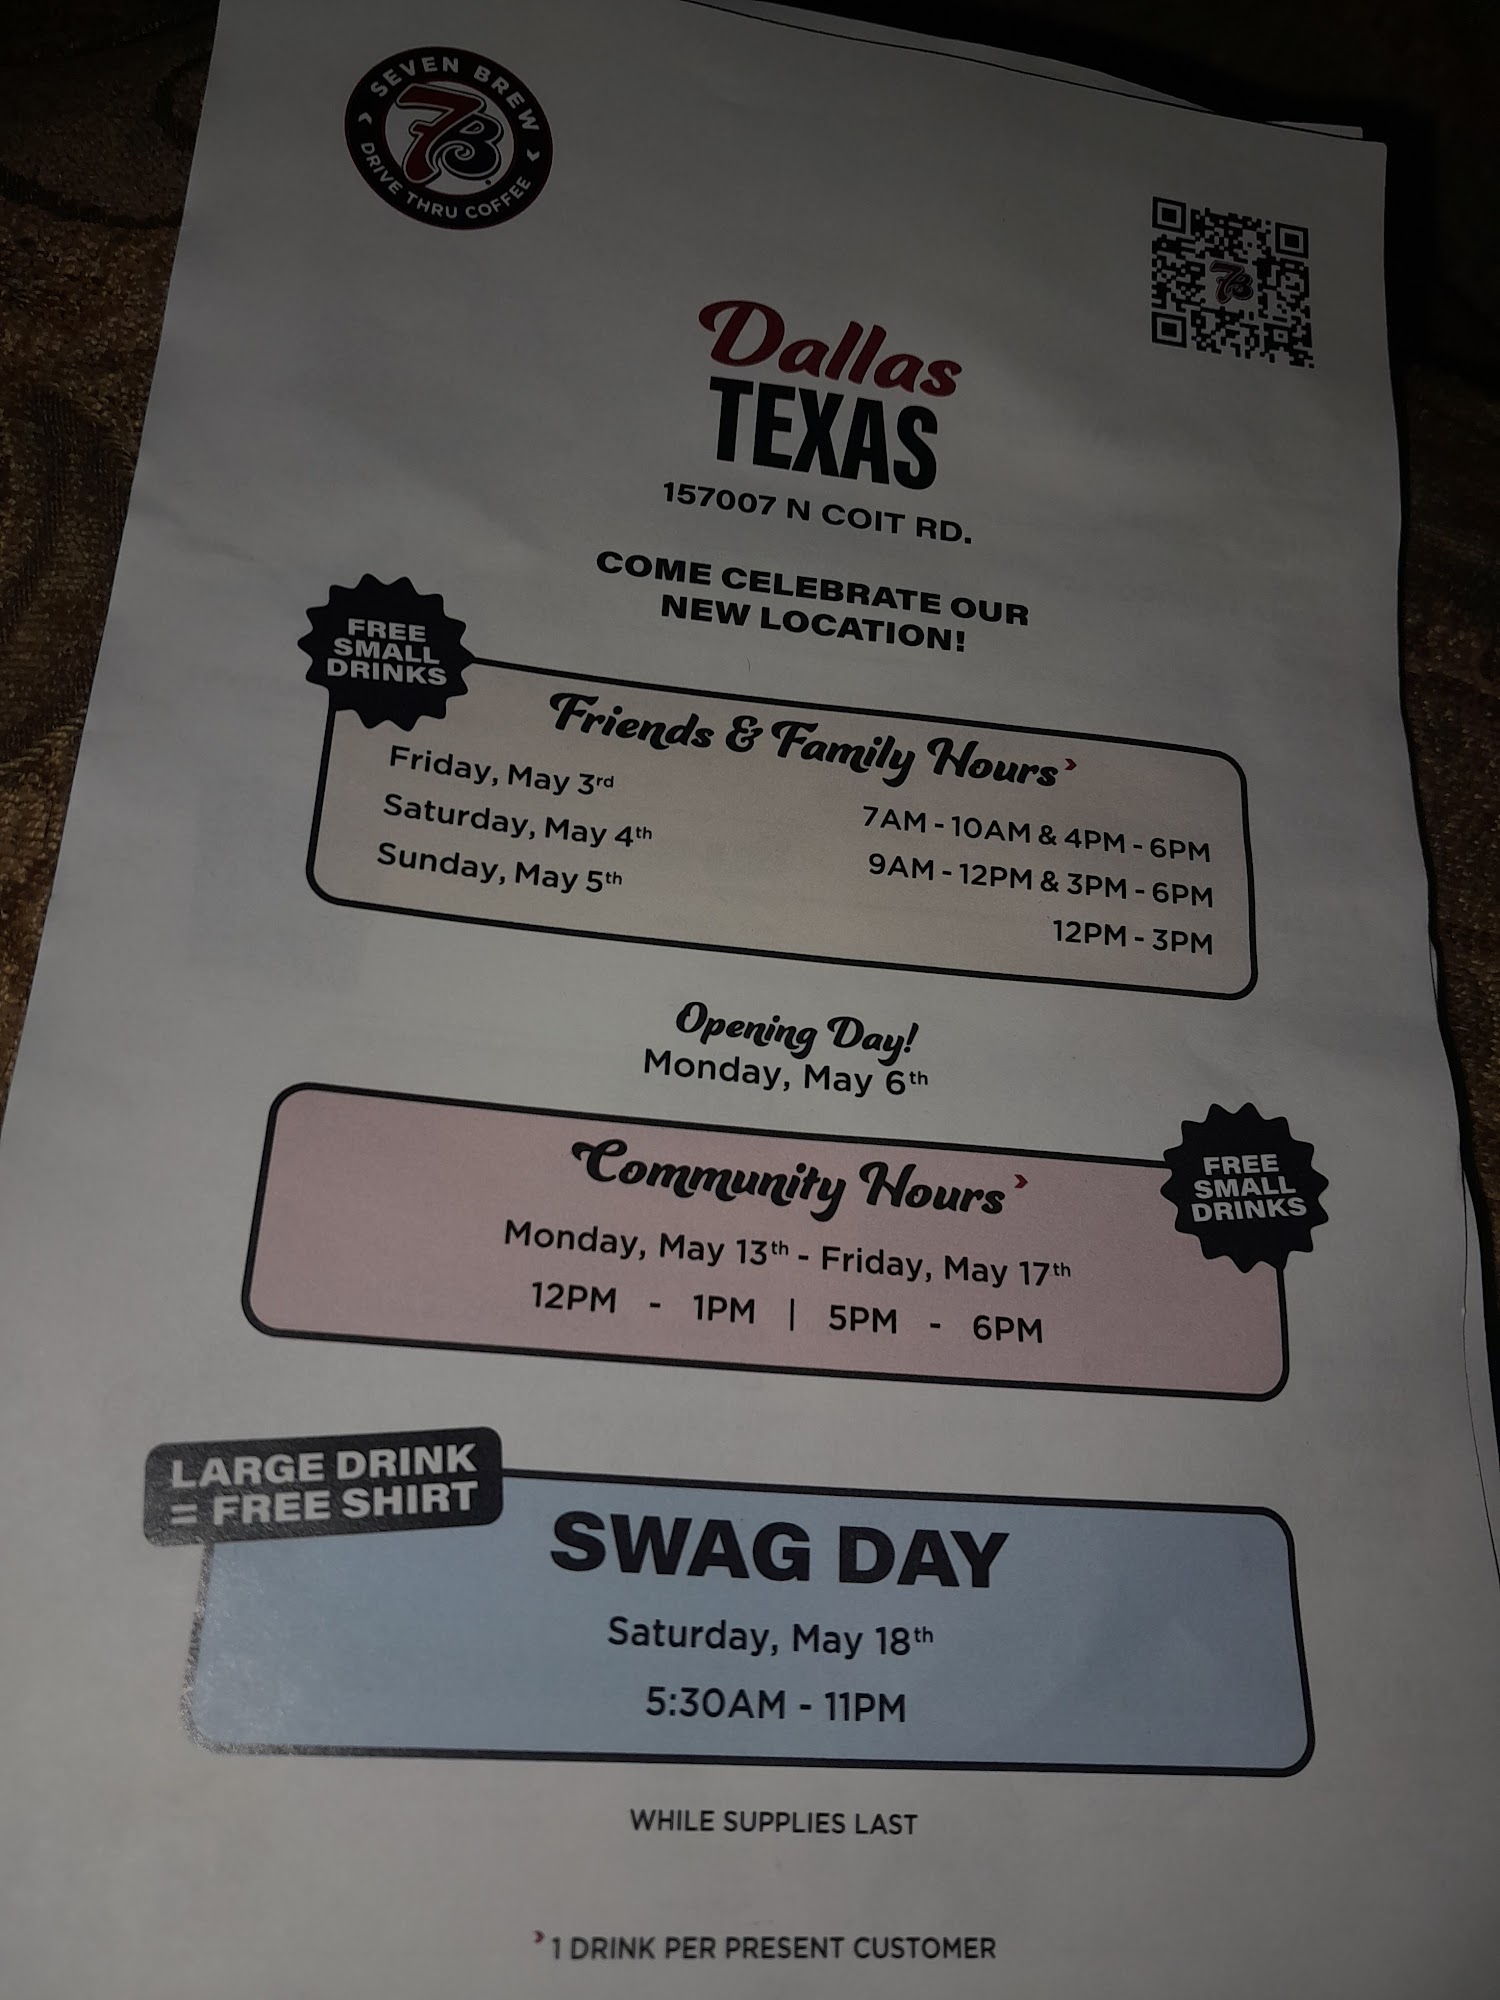 SEVEN BREW
7B
DRIVE THRU COFFEE
7B
Dallas
TEXAS
157007 N COIT RD.
COME CELEBRATE OUR
NEW LOCATION!
FREE
SMALL
DRINKS
Friends & Family Hours
Friday, May 3rd 7AM - 10AM & 4PM - 6PM
Saturday, May 4th 9AM - 12PM & 3PM - 6PM
Sunday, May 5th 12PM - 3PM
Opening Day!
Monday, May 6th
FREE
SMALL
DRINKS
Community Hours
Monday, May 13th - Friday, May 17th
12PM - 1PM | 5PM - 6PM
LARGE DRINK
= FREE SHIRT
SWAG DAY
Saturday, May 18th
5:30AM - 11PM
WHILE SUPPLIES LAST
1 DRINK PER PRESENT CUSTOMER